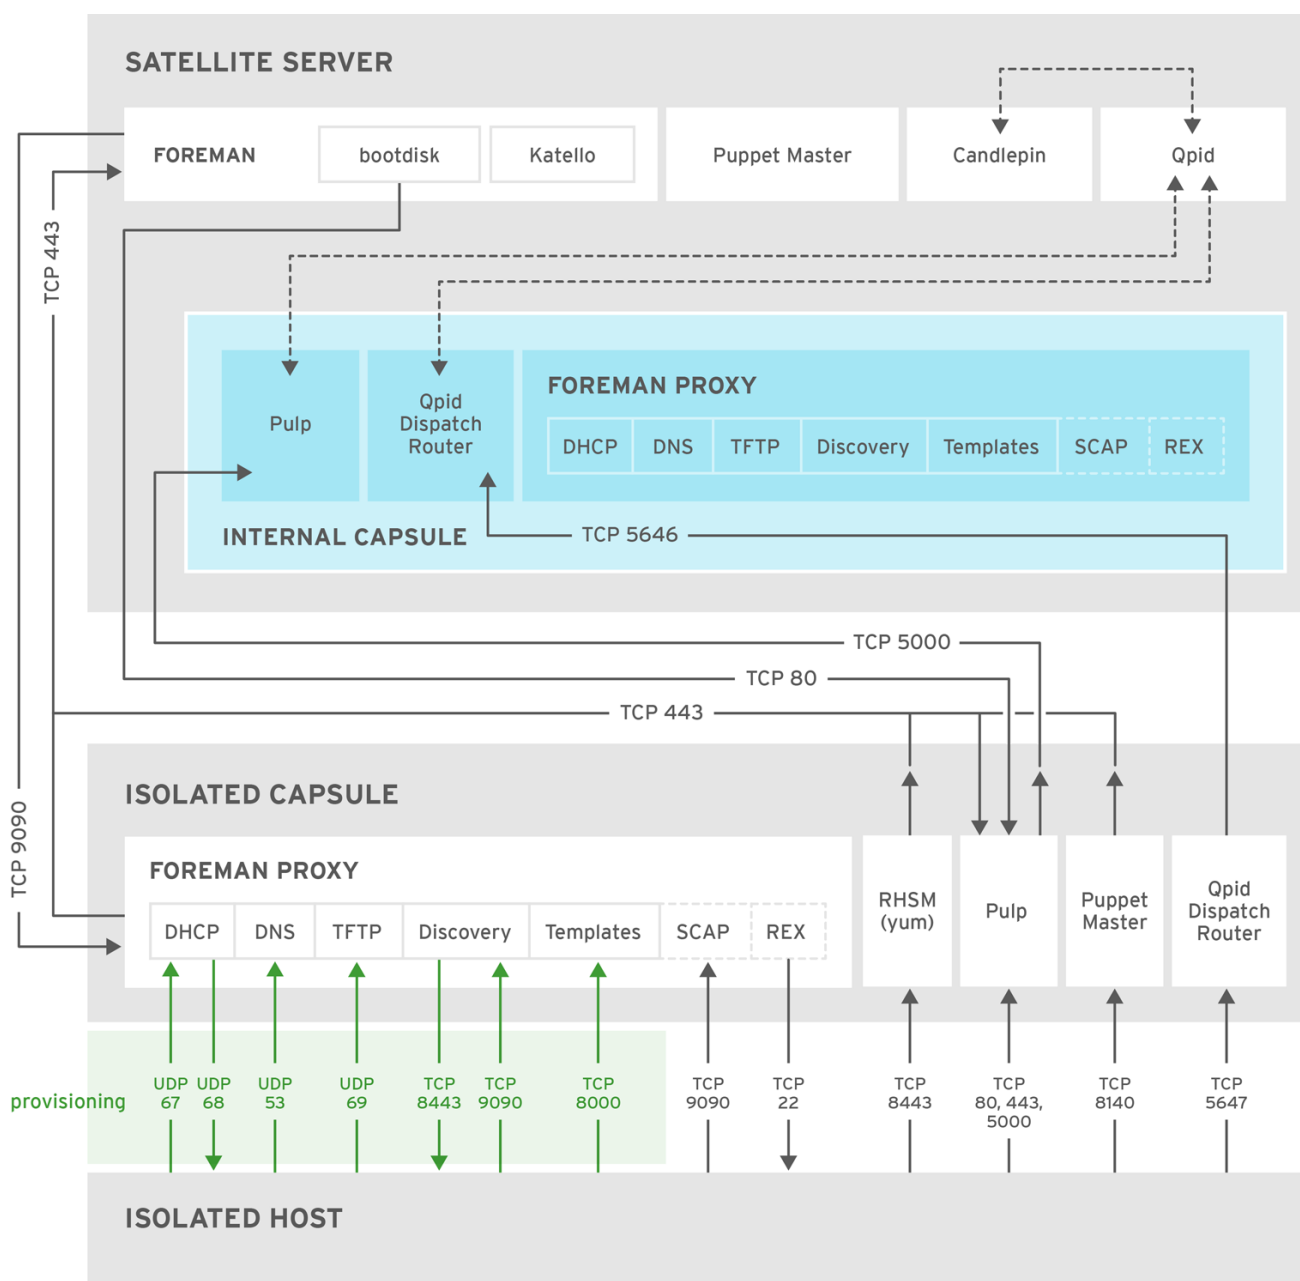 SATELLITE SERVER
FOREMAN
bootdisk
Katello
Puppet Master
Candlepin
Qpid
TCP 443
Pulp
Qpid
Dispatch
Router
FOREMAN PROXY
DHCP
DNS
TFTP
Discovery
Templates
SCAP
REX
INTERNAL CAPSULE
TCP 5646
TCP 5000
TCP 80
TCP 443
TCP 9090
ISOLATED CAPSULE
FOREMAN PROXY
DHCP
DNS
TFTP
Discovery
Templates
SCAP
REX
RHSM
(yum)
Pulp
Puppet
Master
Qpid
Dispatch
Router
provisioning
UDP
67
UDP
68
UDP
53
UDP
69
TCP
8443
TCP
9090
TCP
8000
TCP
9090
TCP
22
TCP
8443
TCP
80, 443,
5000
TCP
8140
TCP
5647
ISOLATED HOST